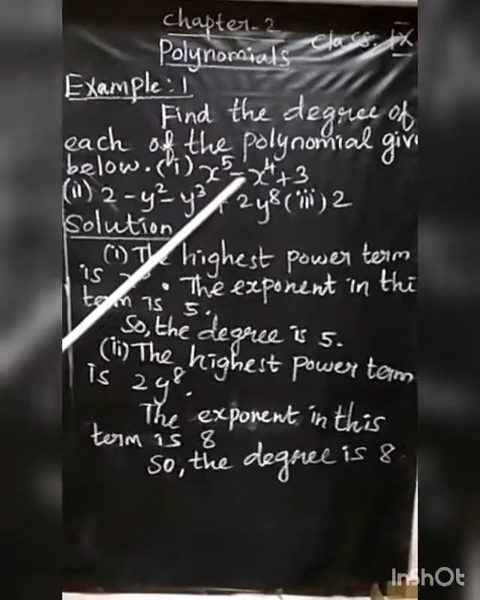 Chapter-2
Polynomials Class: IX
Example: 1
Find the degree of
each of the polynomial
below. (i) x⁵ - x⁴ + 3
(ii) 2 - y² - y³ + 2y⁸ (iii) 2
Solution
(i) The highest power term
is . The exponent in
term is 5.
So, the degree is 5.
(ii) The highest power term
is 2y⁸.
The exponent in this
term is 8
So, the degree is 8.
InShOt